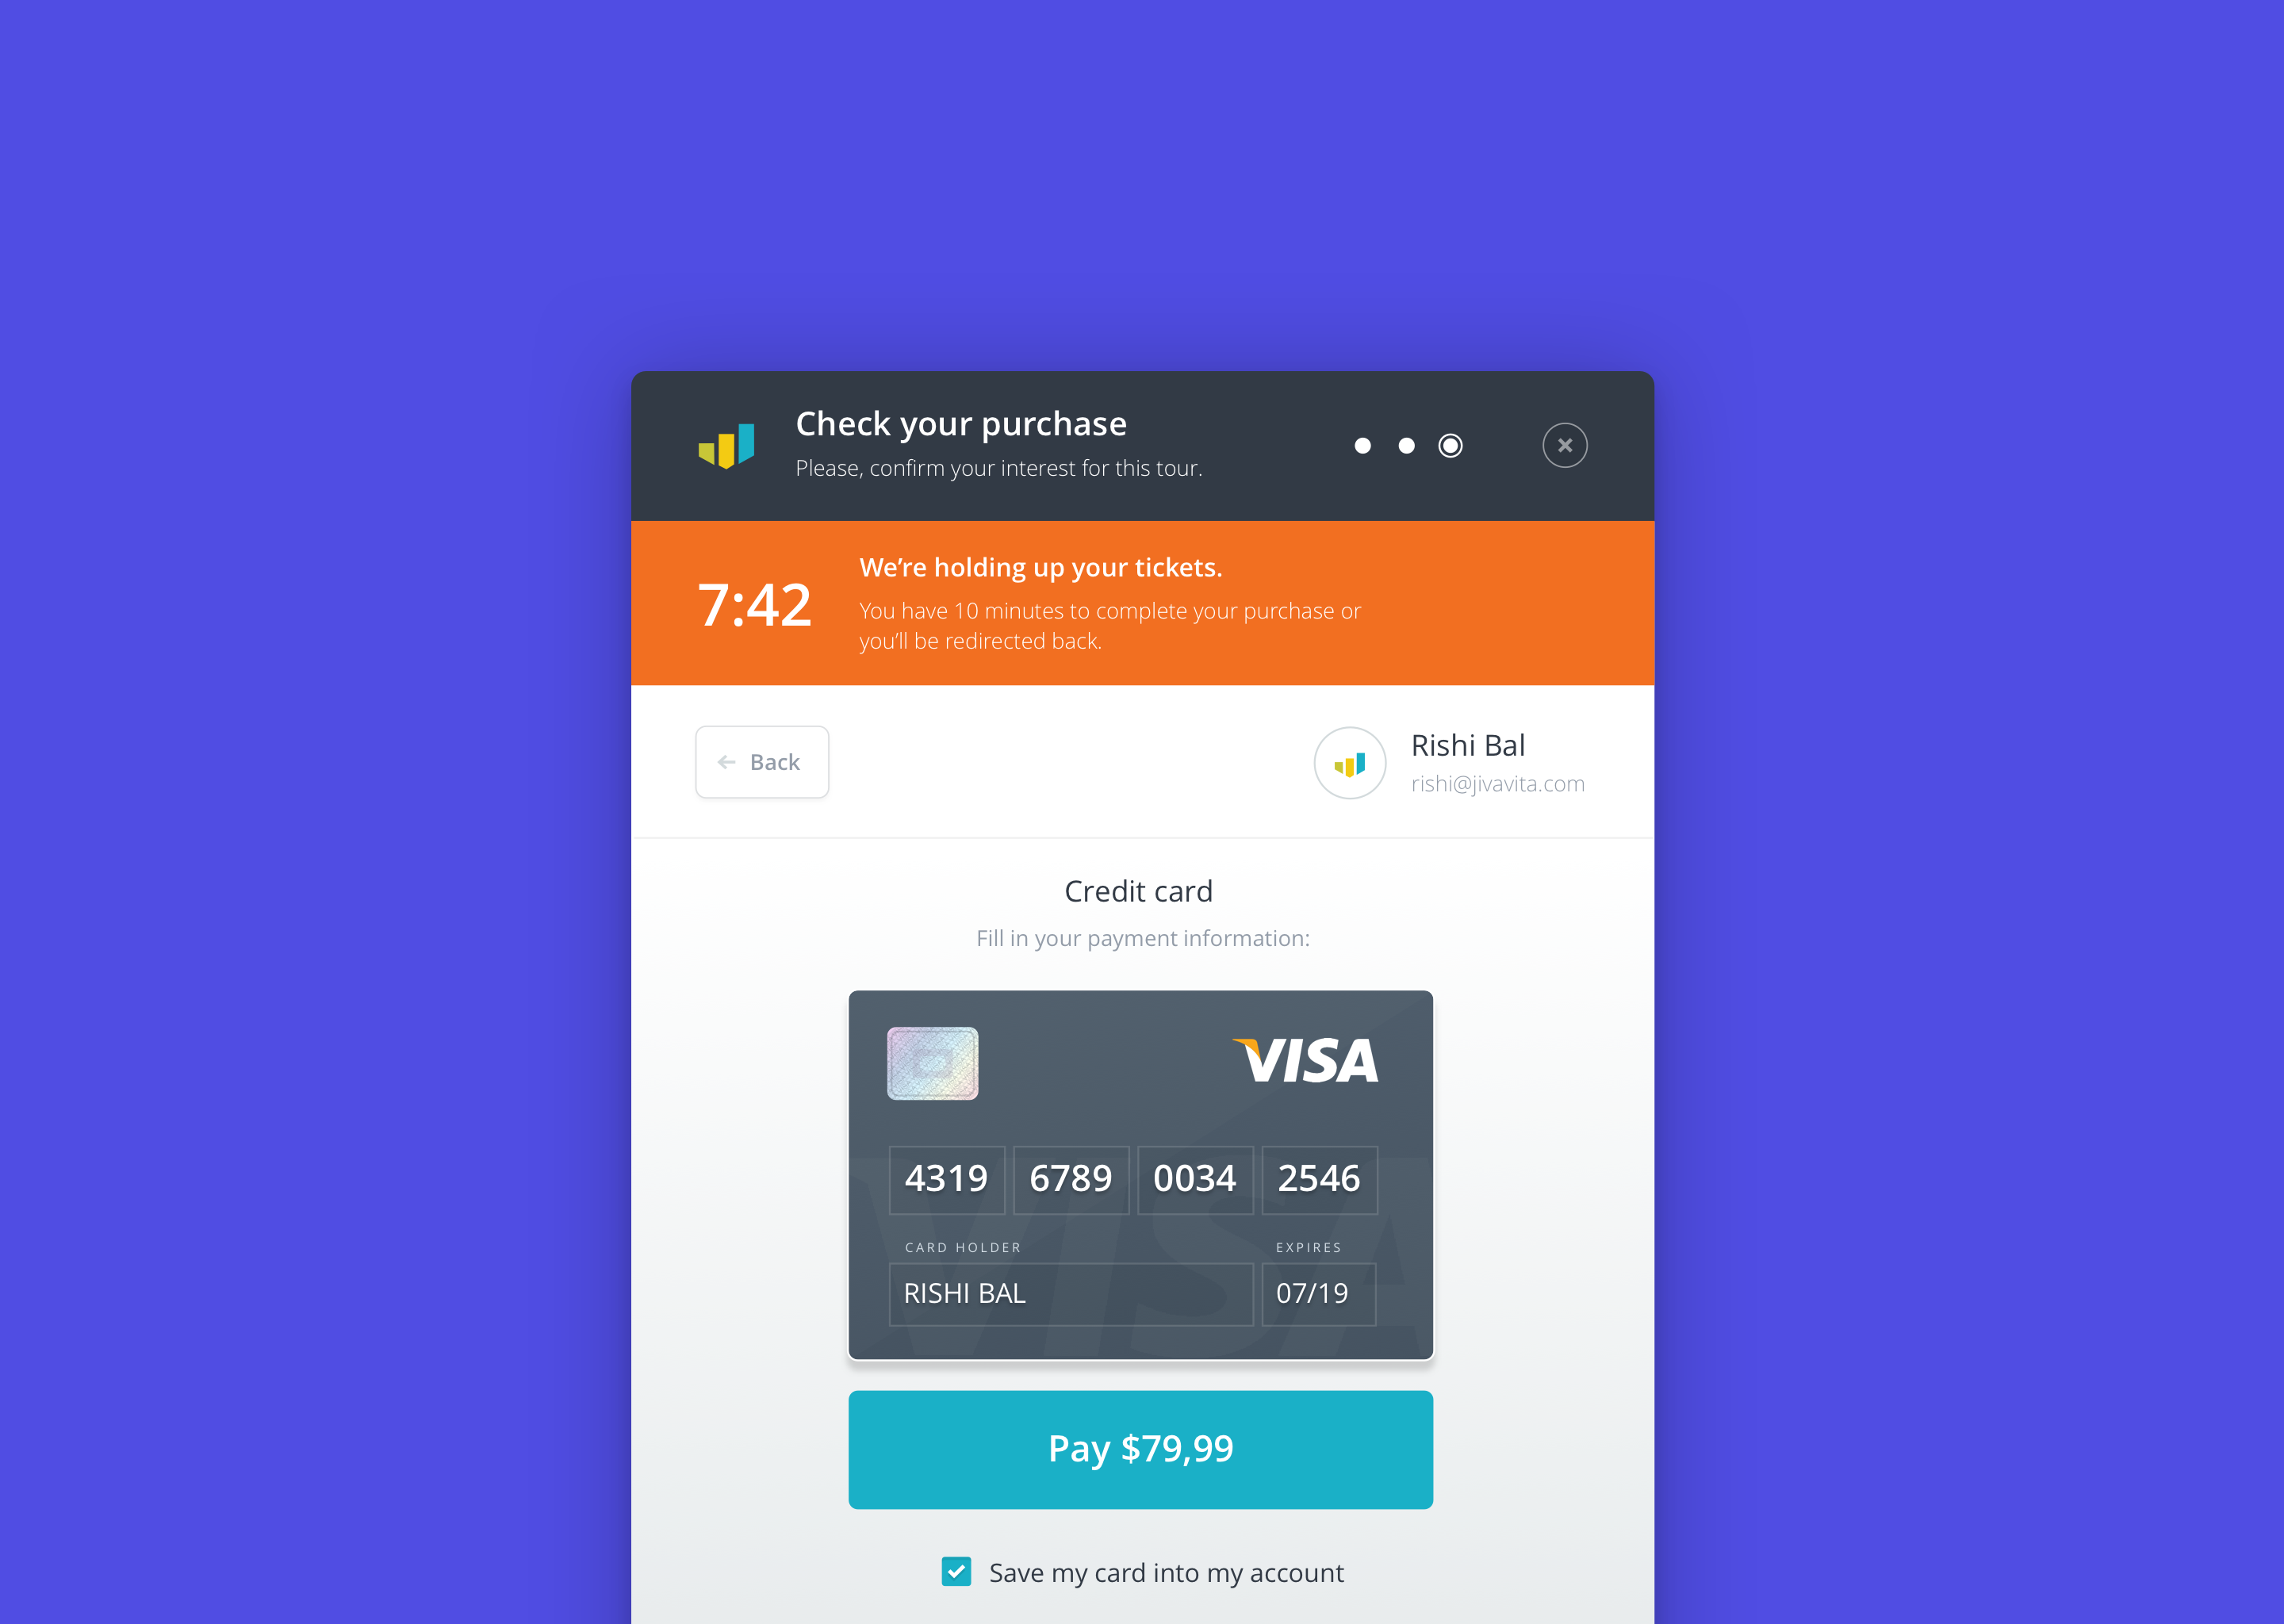 Check your purchase
Please, confirm your interest for this tour.
7:42
We're holding up your tickets.
You have 10 minutes to complete your purchase or
you'll be redirected back.
Back
Rishi Bal
rishi@jivavita.com
Credit card
Fill in your payment information:
VISA
4319 6789 0034 2546
CARD HOLDER EXPIRES
RISHI BAL 07/19
Pay $79,99
Save my card into my account